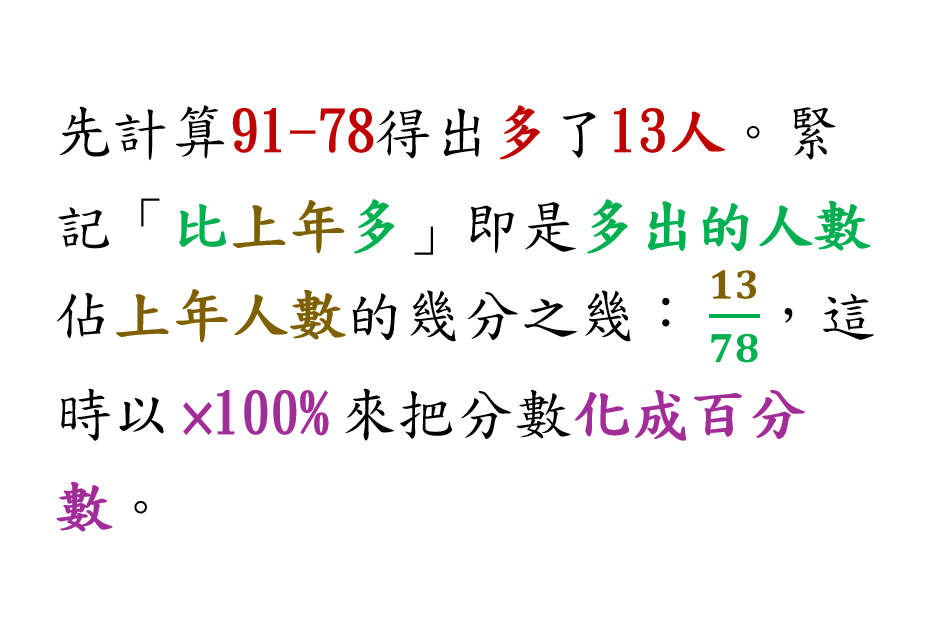 先計算91-78得出多了13人。緊
記「比上年多」即是多出的人數
佔上年人數的幾分之幾：13/78，這
時以×100%來把分數化成百分
數。